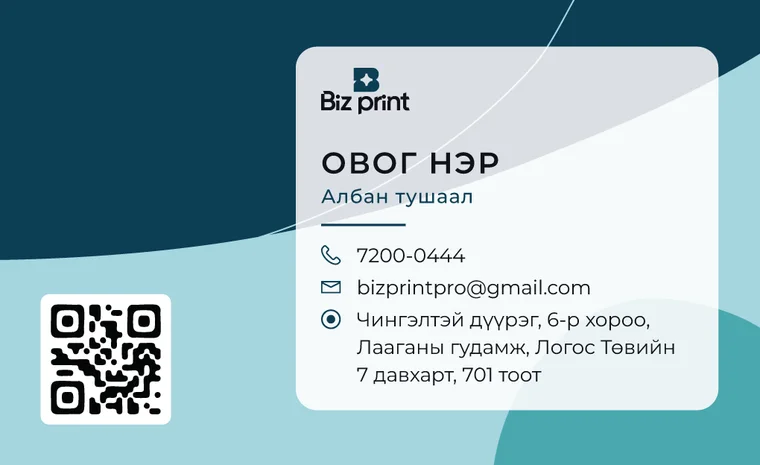 Biz print
ОВОГ НЭР
Албан тушаал
7200-0444
bizprintpro@gmail.com
Чингэлтэй дүүрэг, 6-р хороо,
Лааганы гудамж, Логос Төвийн
7 давхарт, 701 тоот